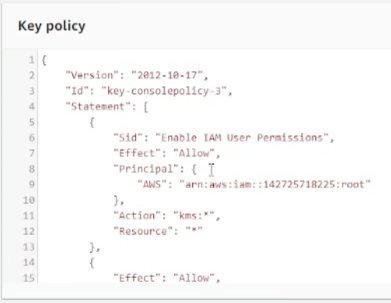 Key policy
1 {
2 "Version": "2012-10-17",
3 "Id": "key-consolepolicy-3",
4 "Statement": [
5 {
6 "Sid": "Enable IAM User Permissions",
7 "Effect": "Allow",
8 "Principal": {
9 "AWS": "arn:aws:iam::142725718225:root"
10 },
11 "Action": "kms:*",
12 "Resource": "*"
13 },
14 {
15 "Effect": "Allow",